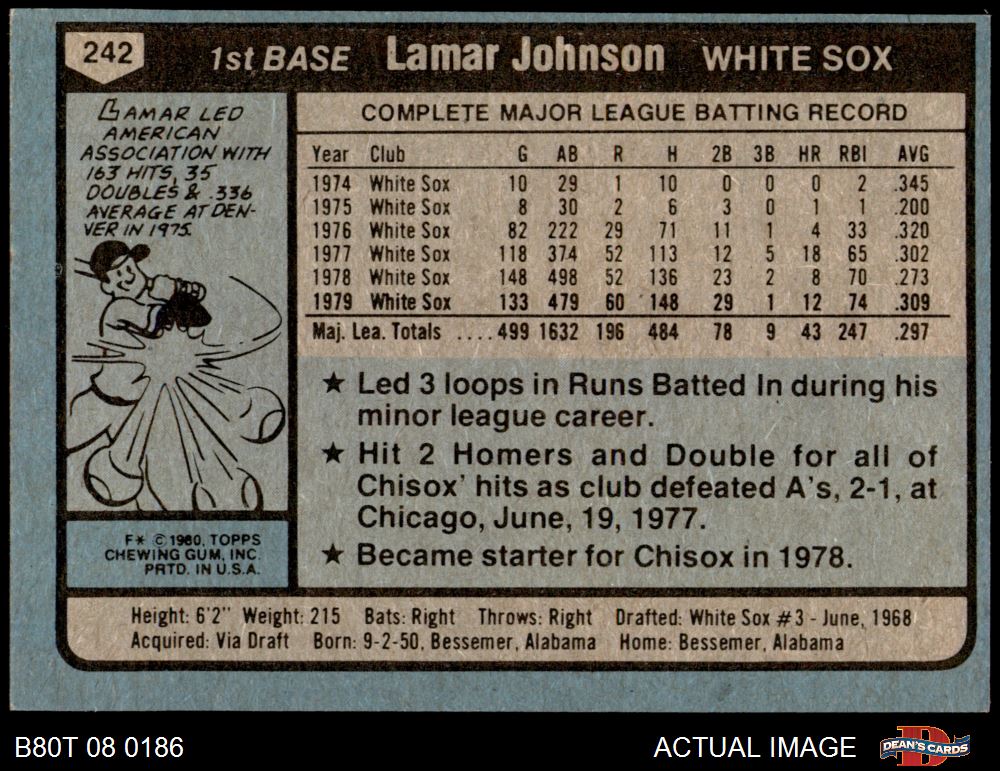 242 1st BASE Lamar Johnson WHITE SOX
LAMAR LED
AMERICAN
ASSOCIATION WITH
163 HITS, 35
DOUBLES & .336
AVERAGE AT DEN-
VER IN 1975.
COMPLETE MAJOR LEAGUE BATTING RECORD
Year Club G AB R H 2B 3B HR RBI AVG
1974 White Sox 10 29 1 10 0 0 0 2 .345
1975 White Sox 8 30 2 6 3 0 1 1 .200
1976 White Sox 82 222 29 71 11 1 4 33 .320
1977 White Sox 118 374 52 113 12 5 18 65 .302
1978 White Sox 148 498 52 136 23 2 8 70 .273
1979 White Sox 133 479 60 148 29 1 12 74 .309
Maj. Lea. Totals .... 499 1632 196 484 78 9 43 247 .297
★ Led 3 loops in Runs Batted In during his
minor league career.
★ Hit 2 Homers and Double for all of
Chisox' hits as club defeated A's, 2-1, at
Chicago, June, 19, 1977.
★ Became starter for Chisox in 1978.
F* © 1980, TOPPS
CHEWING GUM, INC.
PRTD. IN U.S.A.
Height: 6'2" Weight: 215 Bats: Right Throws: Right Drafted: White Sox #3 - June, 1968
Acquired: Via Draft Born: 9-2-50, Bessemer, Alabama Home: Bessemer, Alabama
B80T 08 0186 ACTUAL IMAGE DEAN'S CARDS